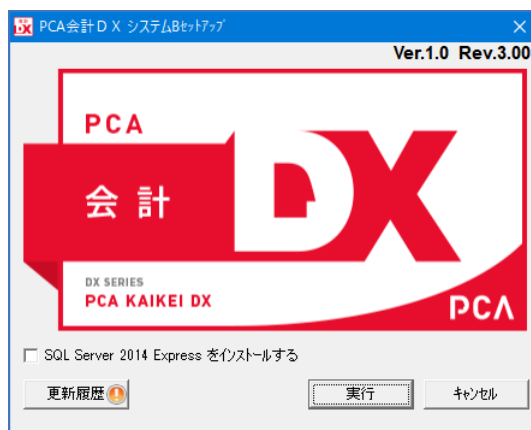 PCA会計ＤＸ システムBｾｯﾄｱｯﾌﾟ
Ver.1.0 Rev.3.00
PCA
会計
DX
DX SERIES
PCA KAIKEI DX
PCA
SQL Server 2014 Express をインストールする
更新履歴
実行
ｷｬﾝｾﾙ